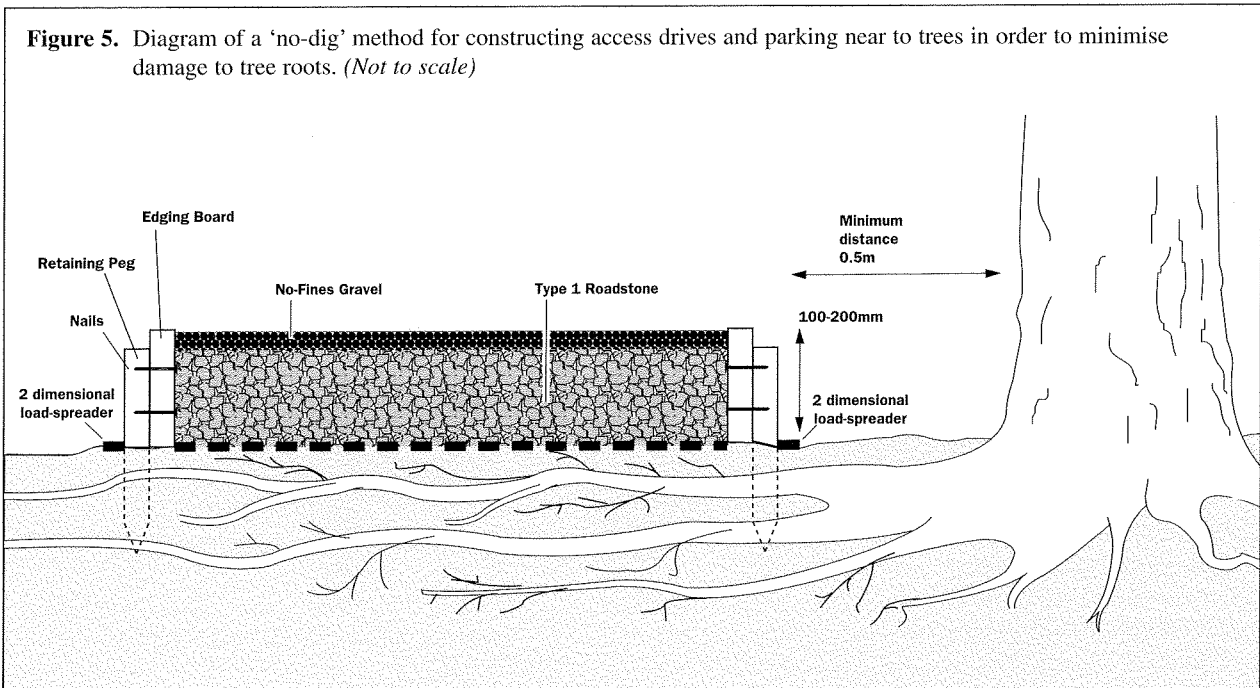 Figure 5. Diagram of a ‘no-dig’ method for constructing access drives and parking near to trees in order to minimise
damage to tree roots. (Not to scale)
Edging Board
Minimum
distance
0.5m
Retaining Peg
No-Fines Gravel
Type 1 Roadstone
Nails
100-200mm
2 dimensional
load-spreader
2 dimensional
load-spreader